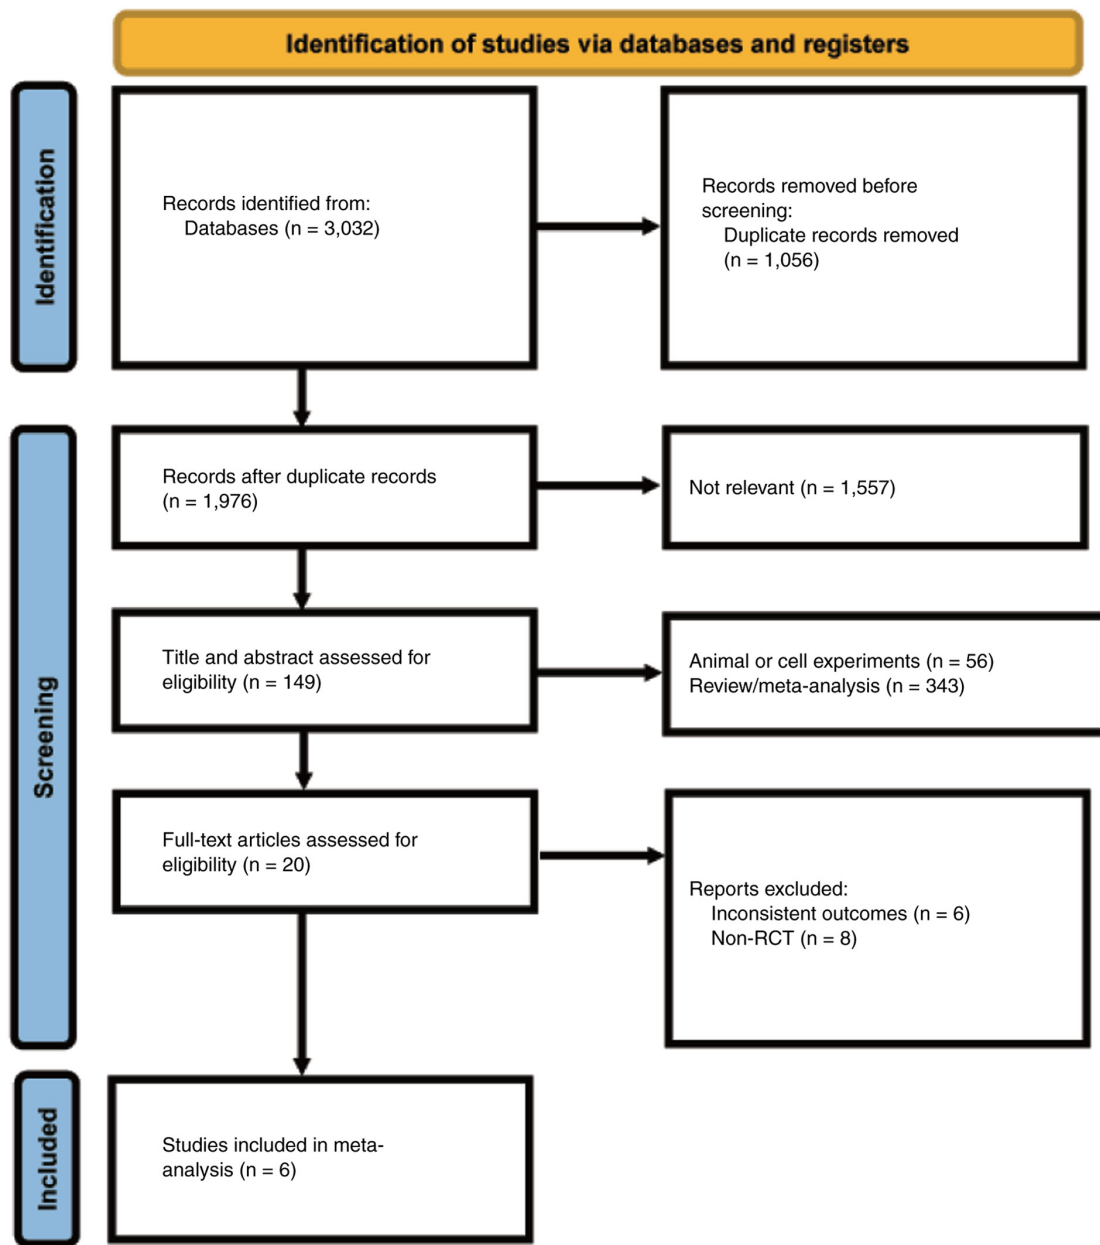 Identification of studies via databases and registers
Identification
Records identified from:
Databases (n = 3,032)
Records removed before
screening:
Duplicate records removed
(n = 1,056)
Screening
Records after duplicate records
(n = 1,976)
Not relevant (n = 1,557)
Title and abstract assessed for
eligibility (n = 149)
Animal or cell experiments (n = 56)
Review/meta-analysis (n = 343)
Full-text articles assessed for
eligibility (n = 20)
Reports excluded:
Inconsistent outcomes (n = 6)
Non-RCT (n = 8)
Included
Studies included in meta-
analysis (n = 6)